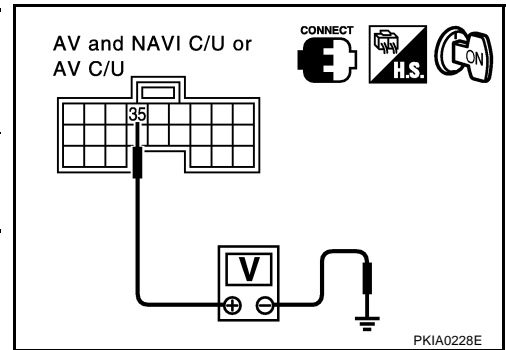 CONNECT
AV and NAVI C/U or
AV C/U
H.S.
ON
35
V
+ −
PKIA0228E